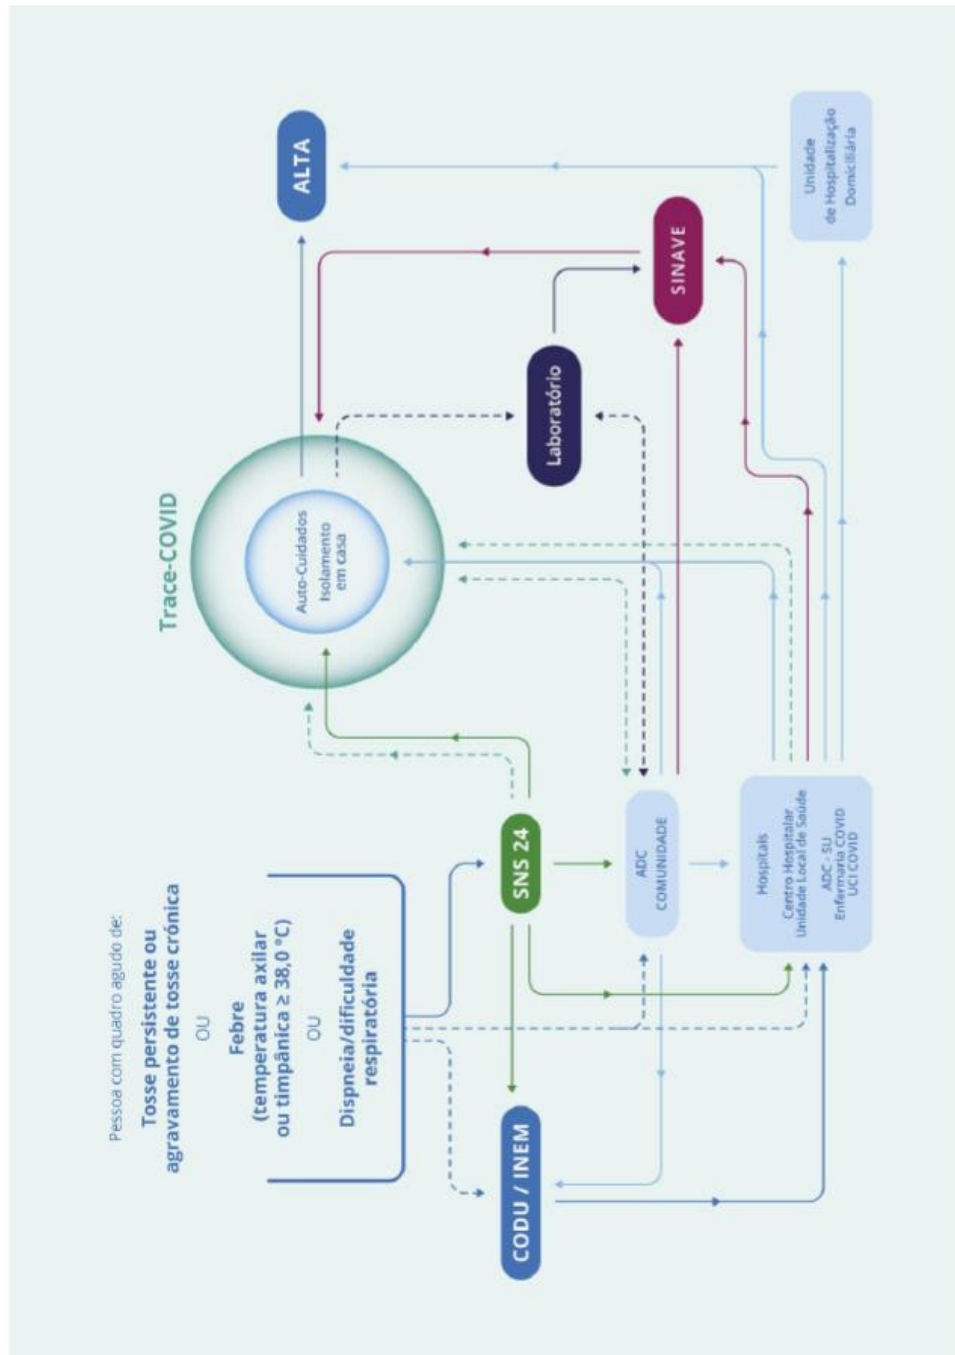 Pessoa com quadro agudo de:
Tosse persistente ou
agravamento de tosse crónica
OU
Febre
(temperatura axilar
ou timpânica ≥ 38,0 °C)
OU
Dispneia/dificuldade
respiratória
Trace-COVID
Auto-Cuidados
Isolamento
em casa
ALTA
CODU / INEM
SNS 24
Laboratório
ADC
COMUNIDADE
SINAVE
Hospitais
Centro Hospitalar
Unidade Local de Saúde
ADC - SU
Enfermaria COVID
UCI COVID
Unidade
de Hospitalização
Domiciliária